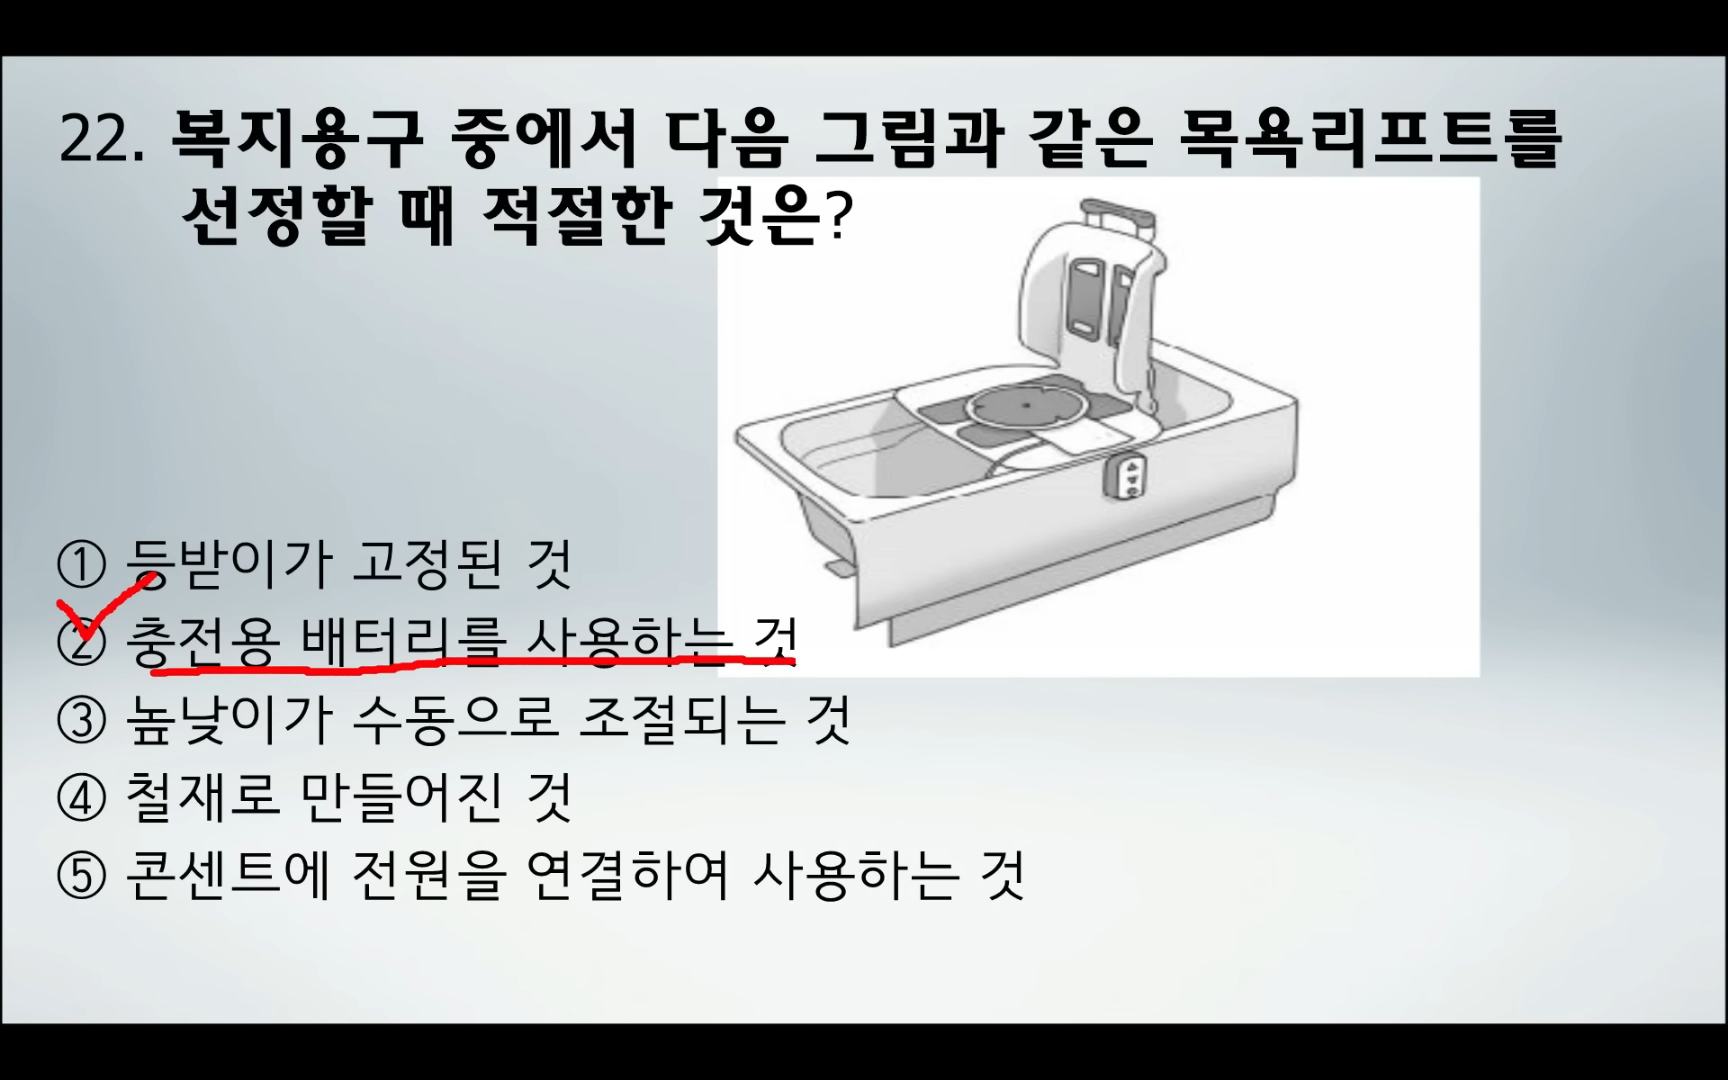 22. 복지용구 중에서 다음 그림과 같은 목욕리프트를
선정할 때 적절한 것은?
① 등받이가 고정된 것
② 충전용 배터리를 사용하는 것
③ 높낮이가 수동으로 조절되는 것
④ 철재로 만들어진 것
⑤ 콘센트에 전원을 연결하여 사용하는 것